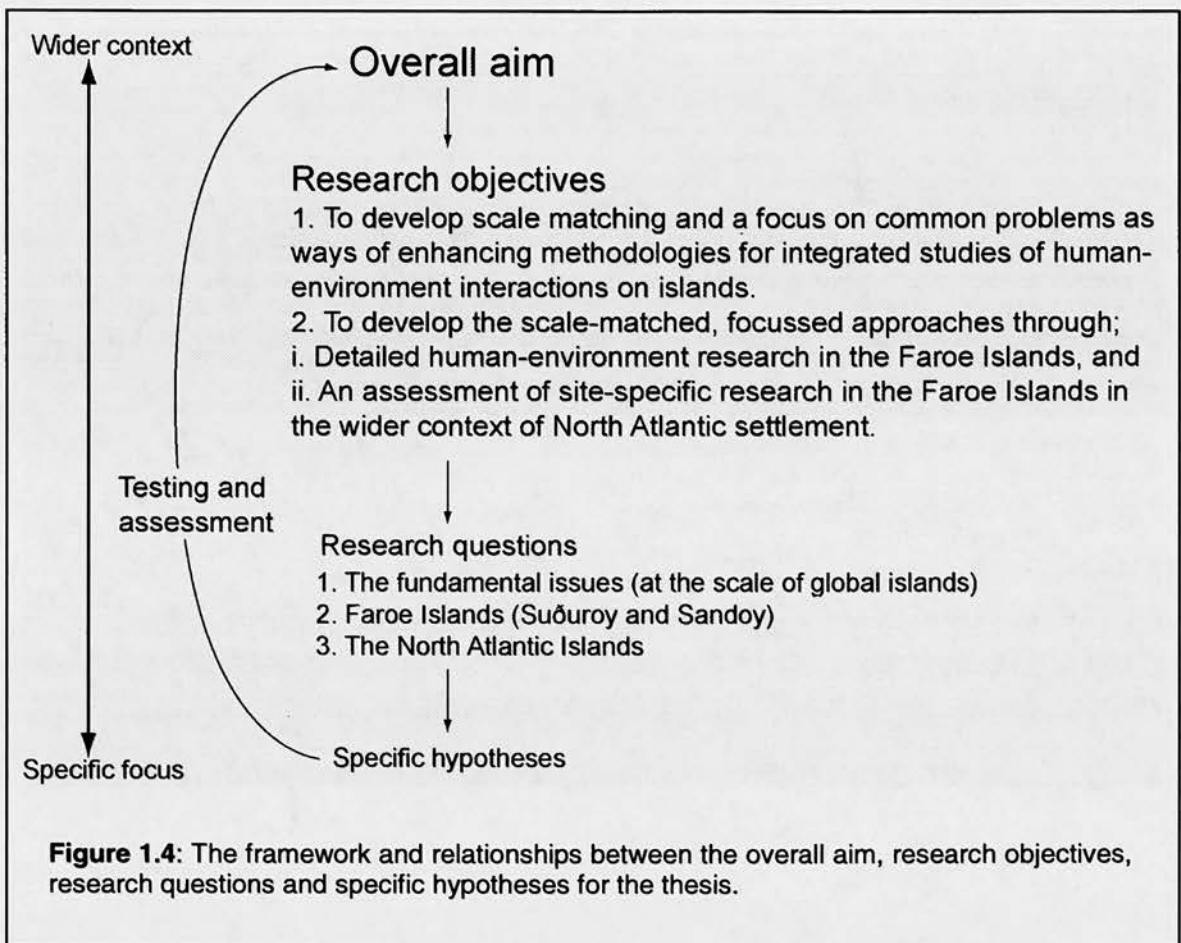 Wider context
Overall aim
Research objectives
1. To develop scale matching and a focus on common problems as
ways of enhancing methodologies for integrated studies of human-
environment interactions on islands.
2. To develop the scale-matched, focussed approaches through;
i. Detailed human-environment research in the Faroe Islands, and
ii. An assessment of site-specific research in the Faroe Islands in
the wider context of North Atlantic settlement.
Testing and
assessment
Research questions
1. The fundamental issues (at the scale of global islands)
2. Faroe Islands (Suðuroy and Sandoy)
3. The North Atlantic Islands
Specific focus
Specific hypotheses
Figure 1.4: The framework and relationships between the overall aim, research objectives,
research questions and specific hypotheses for the thesis.